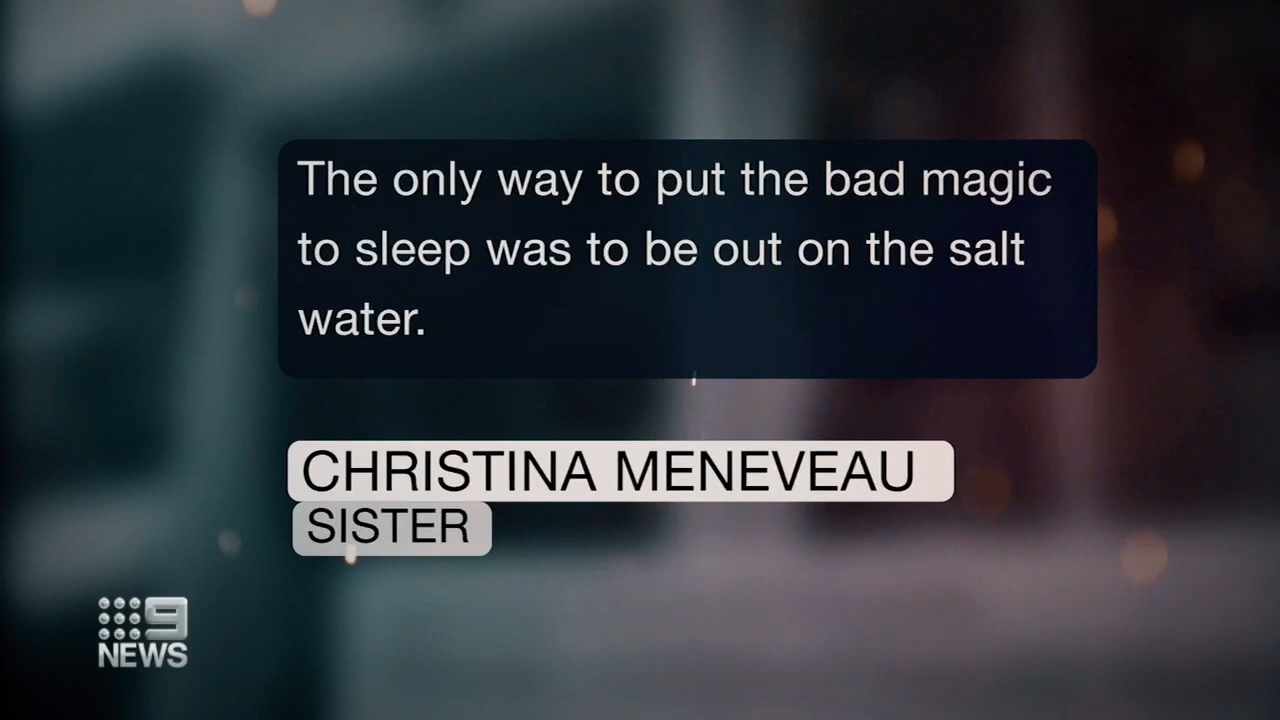 The only way to put the bad magic
to sleep was to be out on the salt
water.
CHRISTINA MENEVEAU
SISTER
9
NEWS